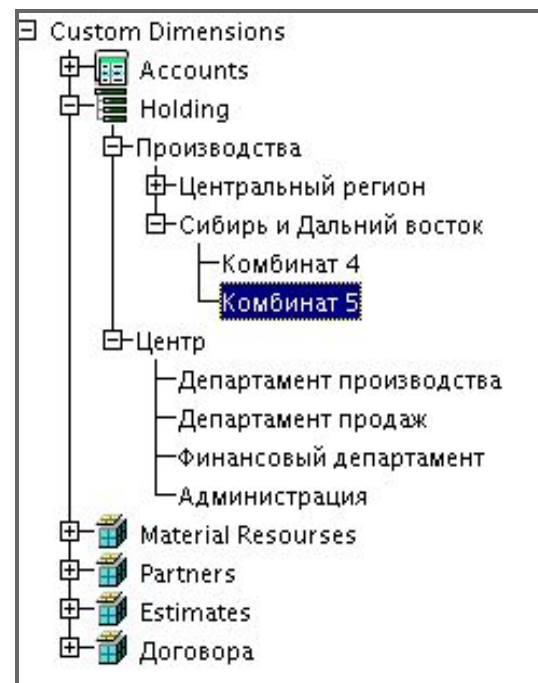 Custom Dimensions
Accounts
Holding
Производства
Центральный регион
Сибирь и Дальний восток
Комбинат 4
Комбинат 5
Центр
Департамент производства
Департамент продаж
Финансовый департамент
Администрация
Material Resourses
Partners
Estimates
Договора